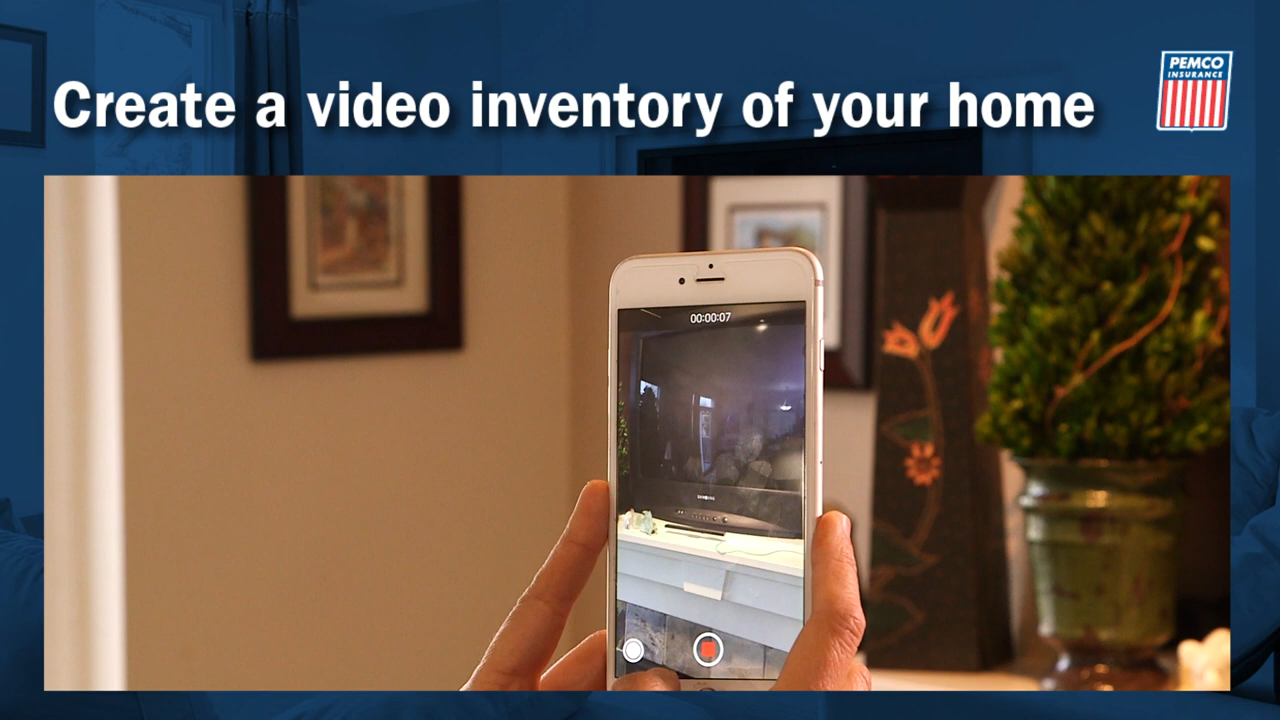 Create a video inventory of your home
PEMCO
INSURANCE
00:00:07
SAMSUNG